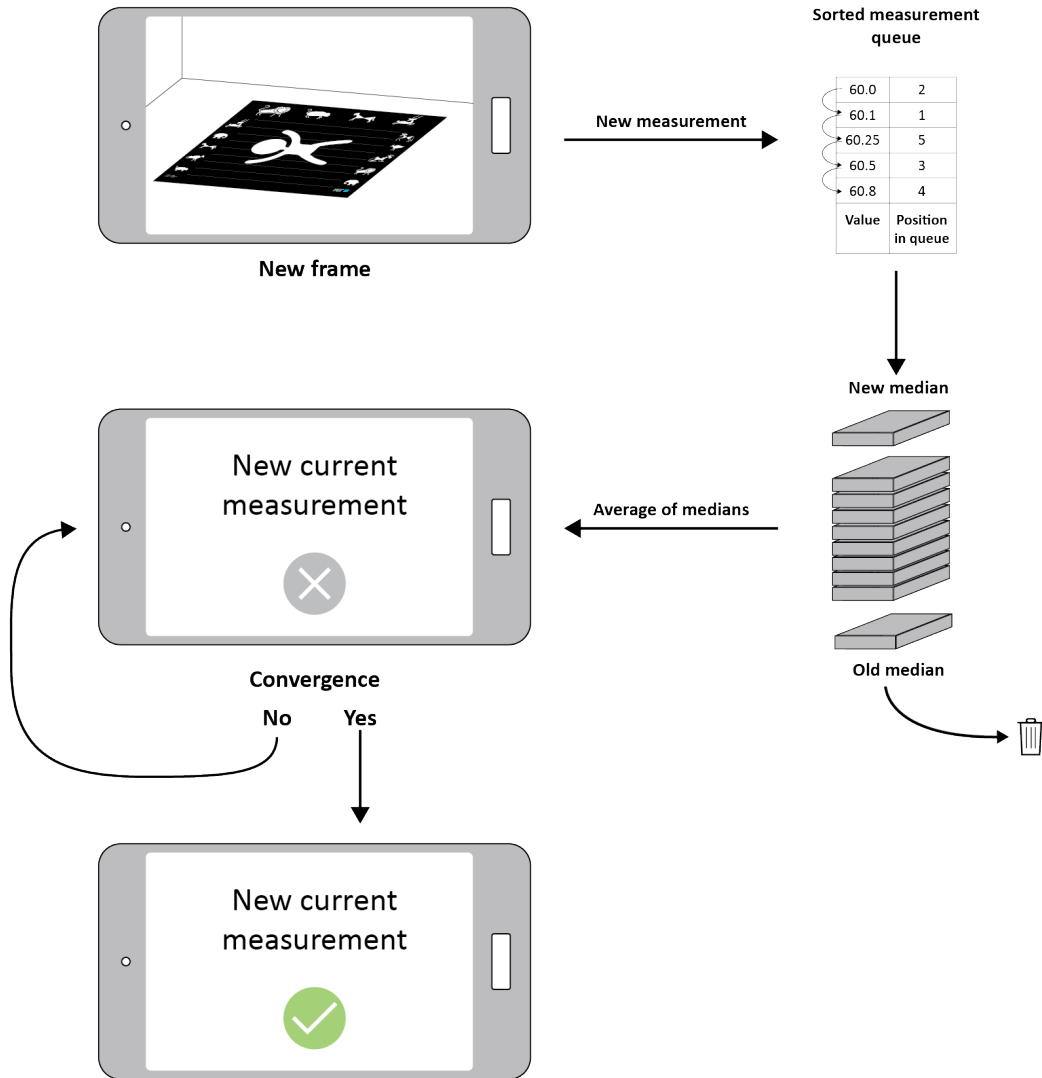 Sorted measurement
queue
60.0 2
60.1 1
60.25 5
60.5 3
60.8 4
Value Position
in queue
New measurement
New frame
New median
New current
measurement
Average of medians
Old median
Convergence
No Yes
New current
measurement